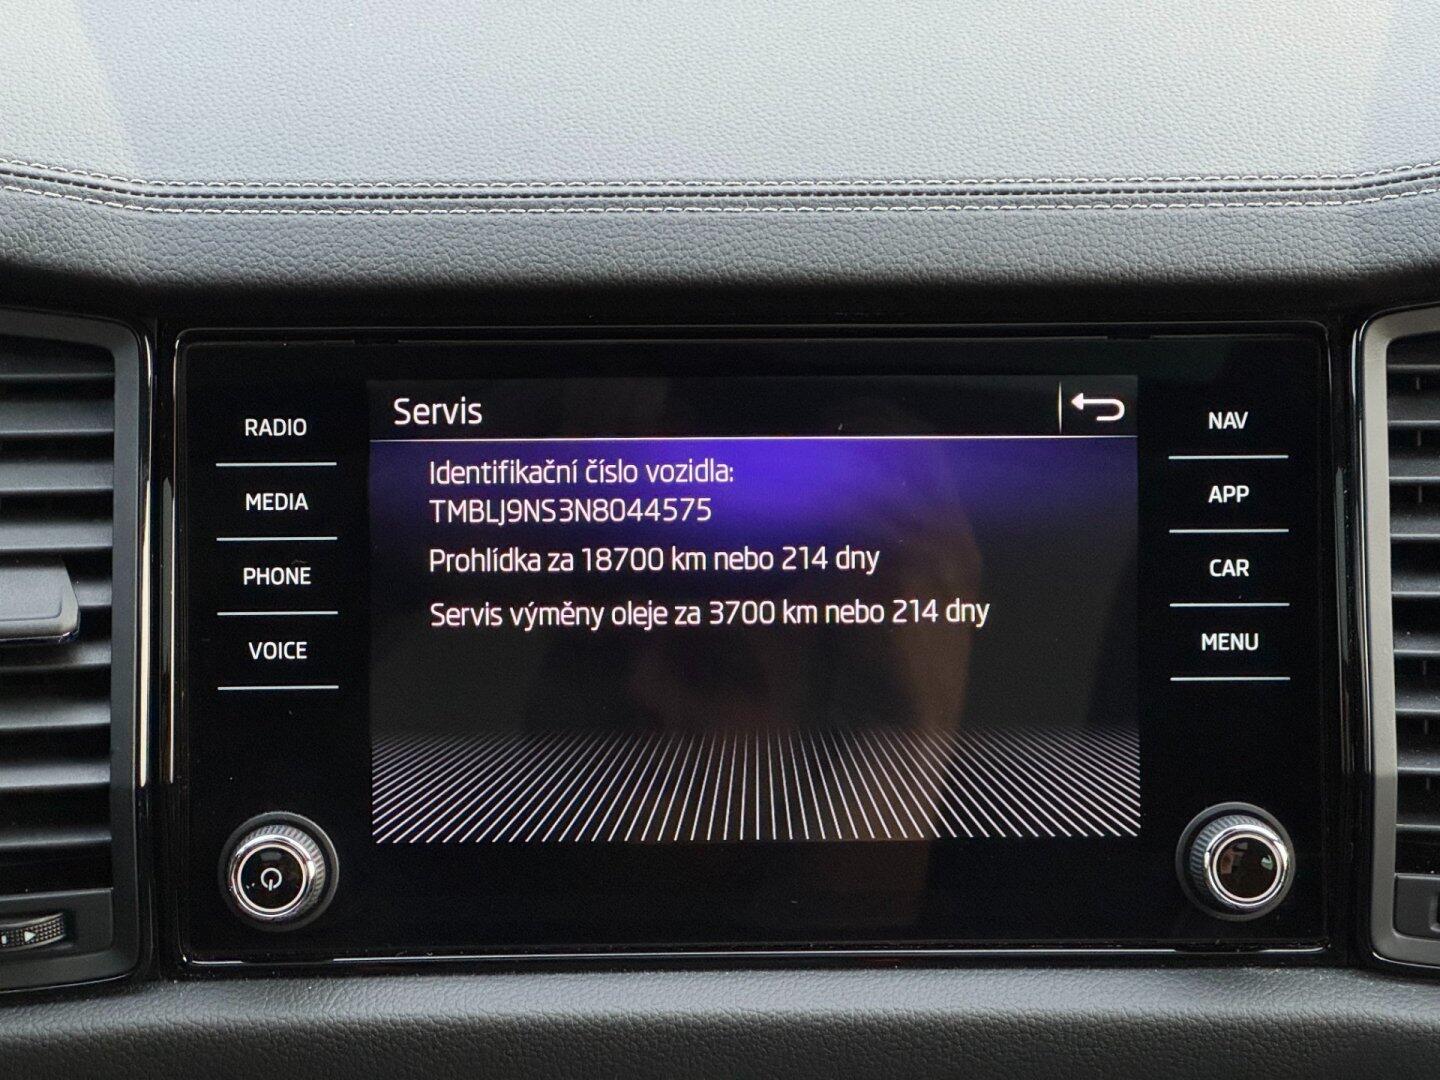 Servis
RADIO
MEDIA
PHONE
VOICE
Identifikační číslo vozidla:
TMBLJ9NS3N8044575
Prohlídka za 18700 km nebo 214 dny
Servis výměny oleje za 3700 km nebo 214 dny
NAV
APP
CAR
MENU